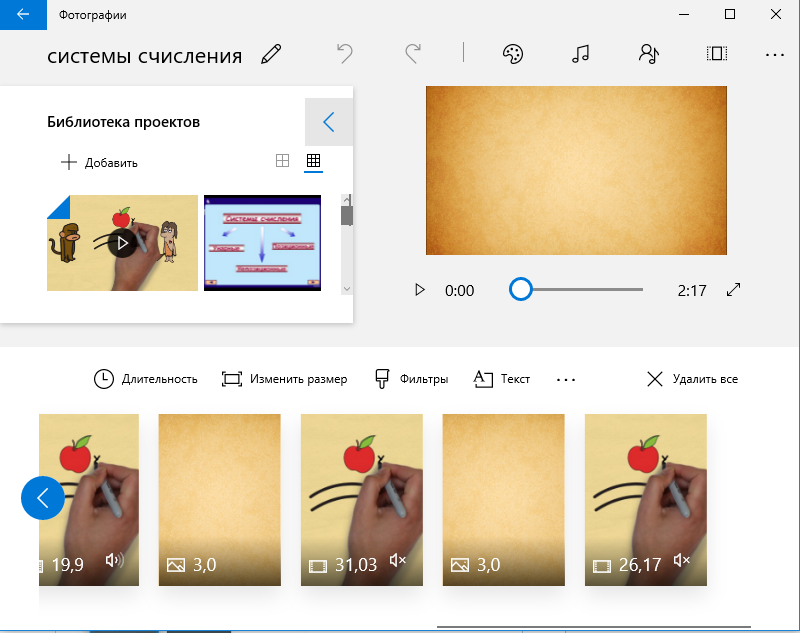 Фотографии
системы счисления
Библиотека проектов
Добавить
Системы счисления
0:00
2:17
Длительность
Изменить размер
Фильтры
Текст
Удалить все
19,9
3,0
31,03
3,0
26,17